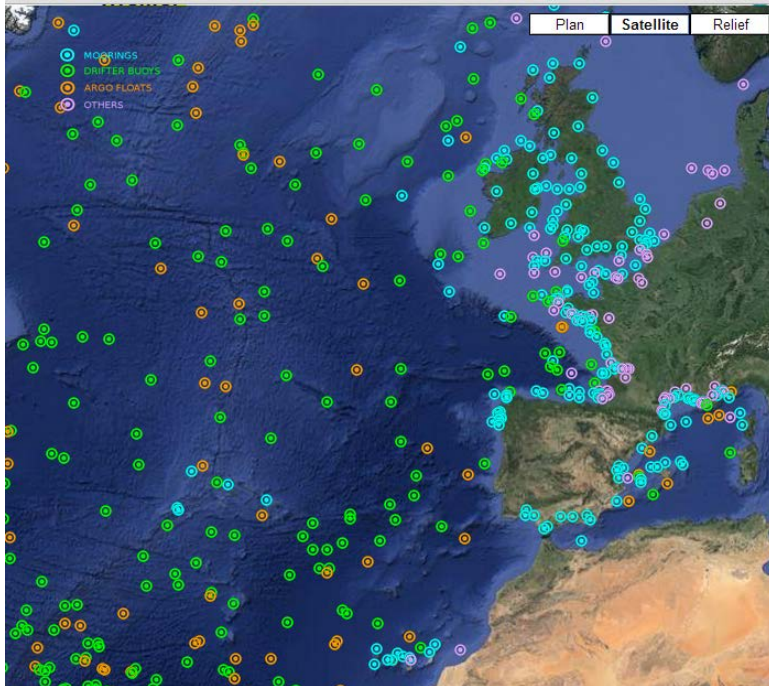 Plan
Satellite
Relief
MOORINGS
DRIFTER BUOYS
ARGO FLOATS
OTHERS